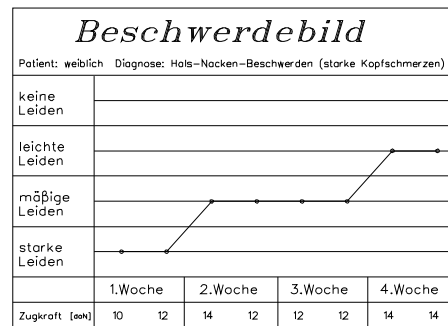 Beschwerdebild
Patient: weiblich Diagnose: Hals-Nacken-Beschwerden (starke Kopfschmerzen)
keine
Leiden
leichte
Leiden
mäßige
Leiden
starke
Leiden
1.Woche 2.Woche 3.Woche 4.Woche
Zugkraft [daN] 10 12 14 12 12 12 14 14